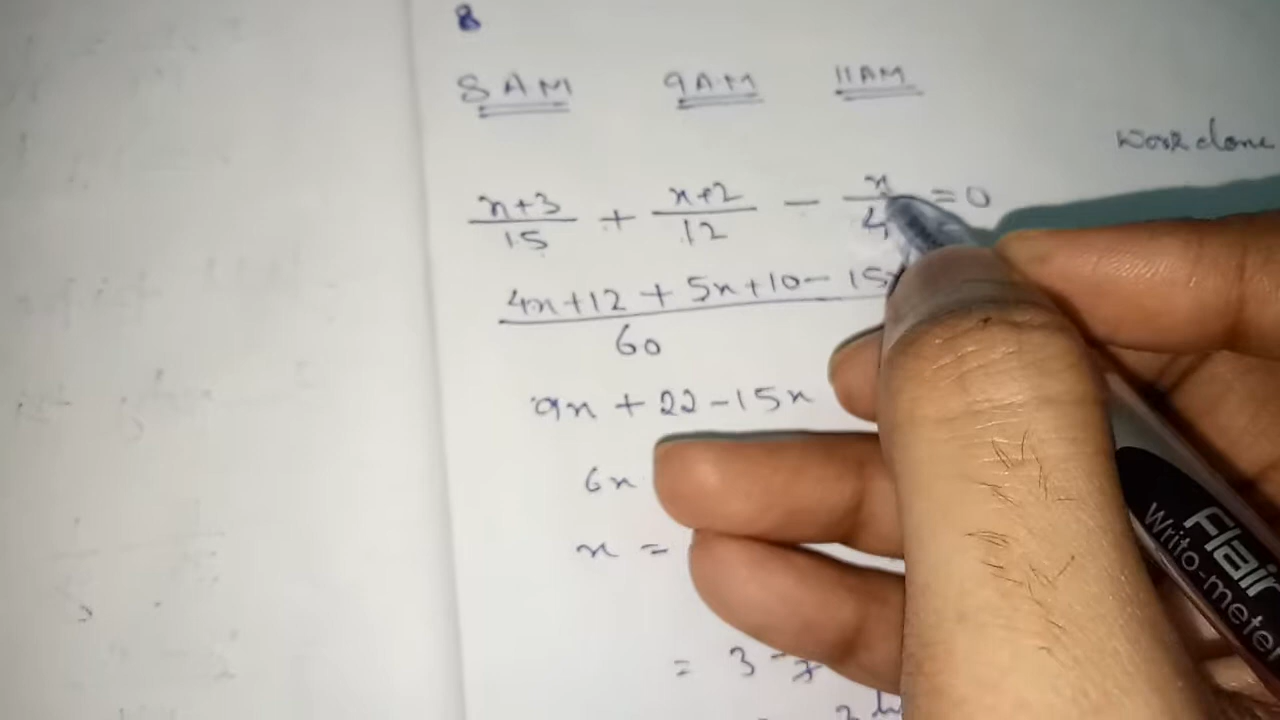 8
8 AM 9 AM 11 AM
Work done
x+3/15 + x+2/12 - x/4 = 0
4x+12 + 5x+10 - 15x/60
9x + 22 - 15x
6x
x =
= 3
Flair
Writo-meter